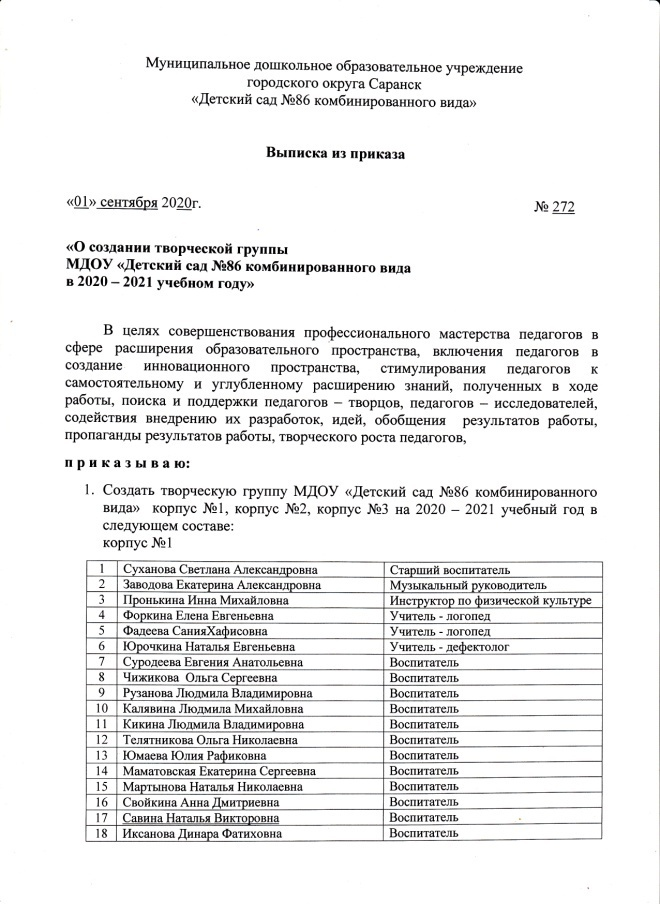 Муниципальное дошкольное образовательное учреждение
городского округа Саранск
«Детский сад №86 комбинированного вида»
Выписка из приказа
«01» сентября 2020г.
№ 272
«О создании творческой группы
МДОУ «Детский сад №86 комбинированного вида
в 2020 – 2021 учебном году»
В целях совершенствования профессионального мастерства педагогов в
сфере расширения образовательного пространства, включения педагогов в
создание инновационного пространства, стимулирования педагогов к
самостоятельному и углубленному расширению знаний, полученных в ходе
работы, поиска и поддержки педагогов – творцов, педагогов – исследователей,
содействия внедрению их разработок, идей, обобщения результатов работы,
пропаганды результатов работы, творческого роста педагогов,
п р и к а з ы в а ю:
1. Создать творческую группу МДОУ «Детский сад №86 комбинированного
вида» корпус №1, корпус №2, корпус №3 на 2020 – 2021 учебный год в
следующем составе:
корпус №1
1 Суханова Светлана Александровна Старший воспитатель
2 Заводова Екатерина Александровна Музыкальный руководитель
3 Пронькина Инна Михайловна Инструктор по физической культуре
4 Форкина Елена Евгеньевна Учитель - логопед
5 Фадеева СанияХафисовна Учитель - логопед
6 Юрочкина Наталья Евгеньевна Учитель - дефектолог
7 Суродеева Евгения Анатольевна Воспитатель
8 Чижикова Ольга Сергеевна Воспитатель
9 Рузанова Людмила Владимировна Воспитатель
10 Калявина Людмила Михайловна Воспитатель
11 Кикина Людмила Владимировна Воспитатель
12 Телятникова Ольга Николаевна Воспитатель
13 Юмаева Юлия Рафиковна Воспитатель
14 Маматовская Екатерина Сергеевна Воспитатель
15 Мартынова Наталья Николаевна Воспитатель
16 Свойкина Анна Дмитриевна Воспитатель
17 Савина Наталья Викторовна Воспитатель
18 Иксанова Динара Фатиховна Воспитатель